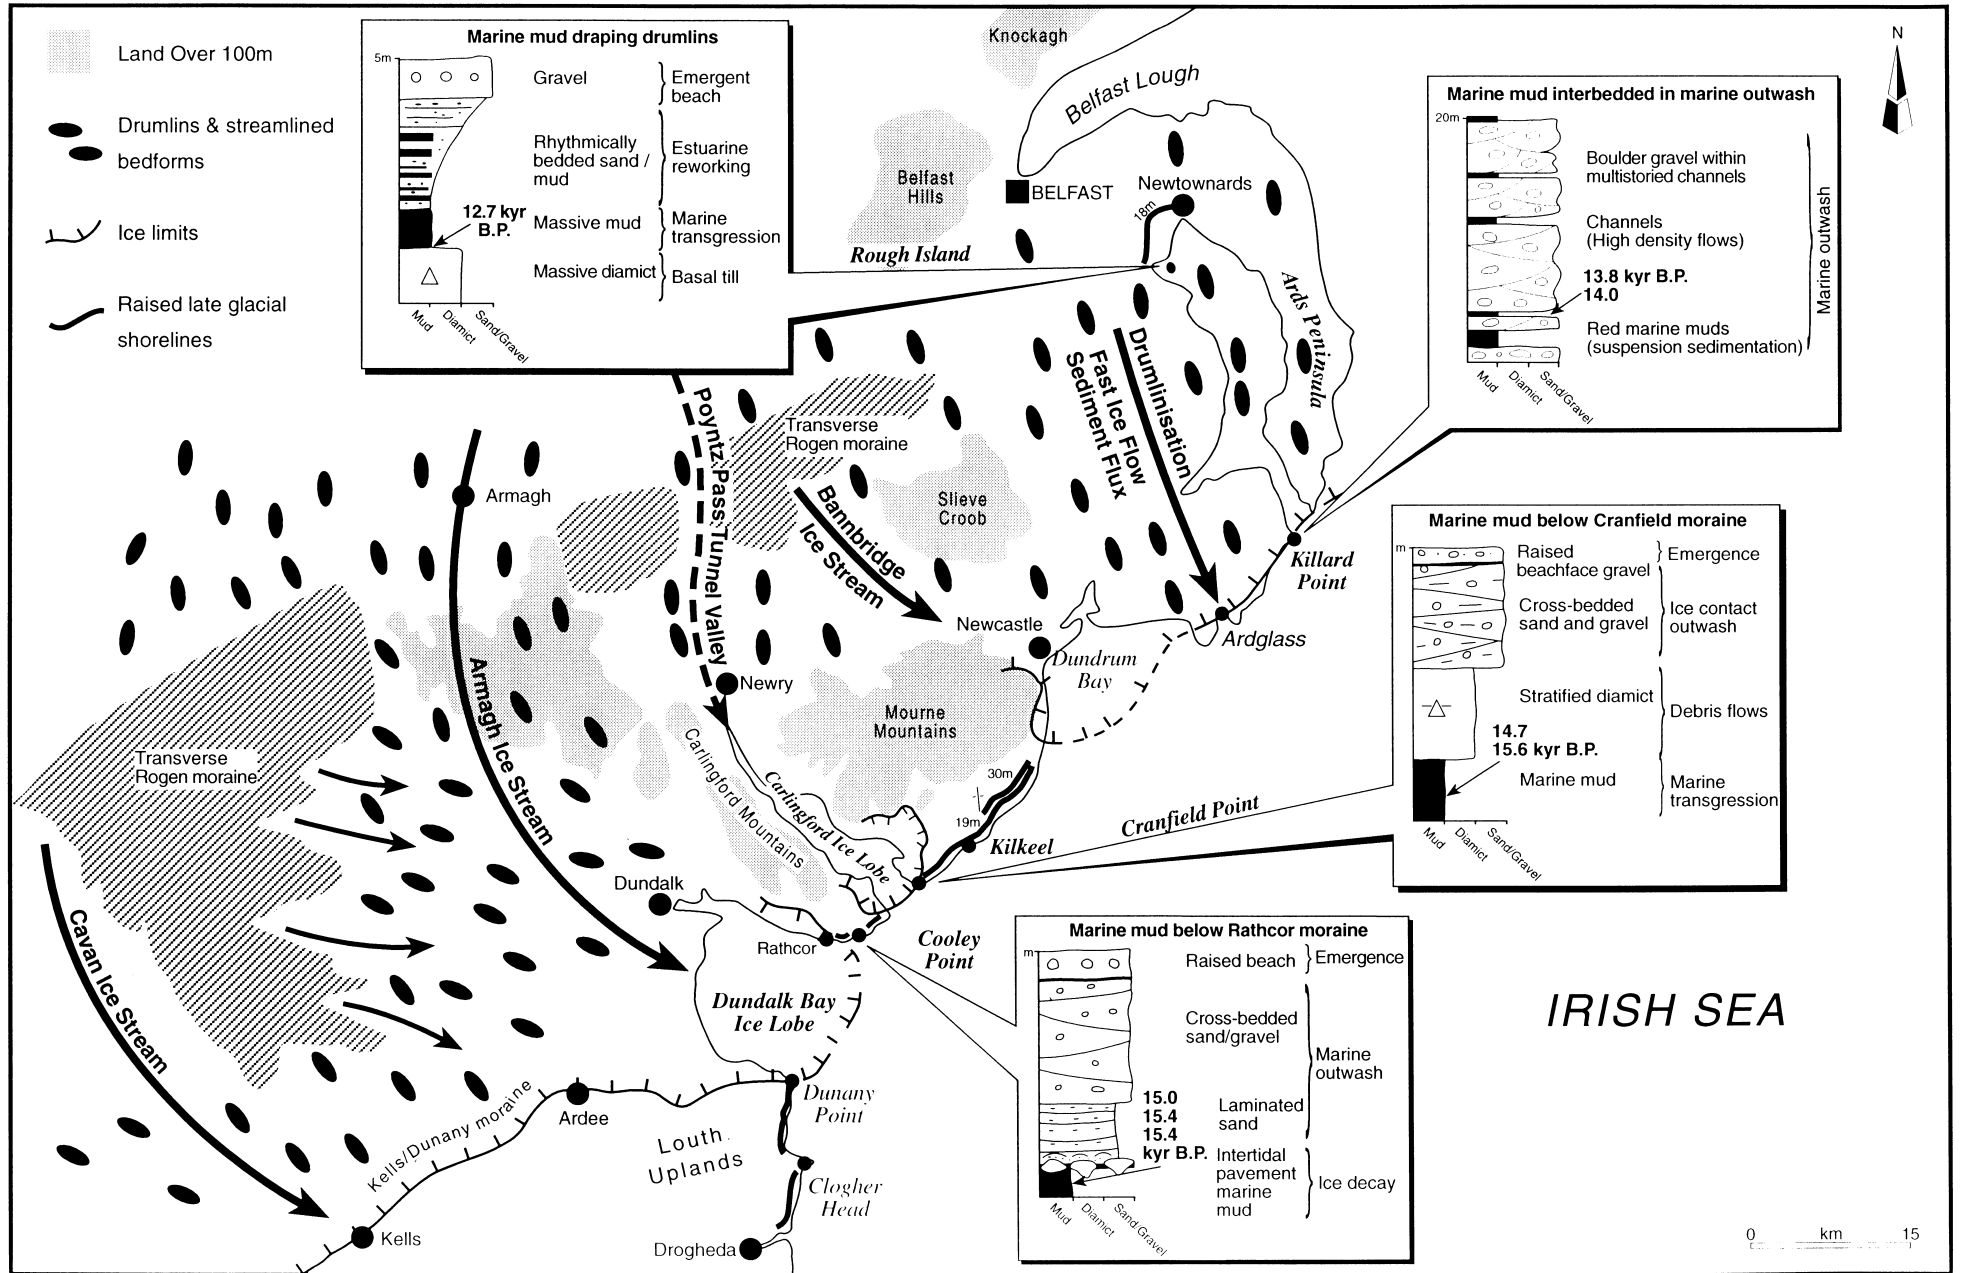 Land Over 100m
Drumlins & streamlined
bedforms
Ice limits
Raised late glacial
shorelines
Marine mud draping drumlins
5m
Gravel
Emergent
beach
Rhythmically
bedded sand /
mud
Estuarine
reworking
12.7 kyr
B.P.
Massive mud
Marine
transgression
Massive diamict
Basal till
Mud
Diamict
Sand/Gravel
Knockagh
Belfast Lough
Belfast
Hills
BELFAST
Newtownards
18m
Rough Island
Ards Peninsula
N
Marine mud interbedded in marine outwash
20m
Boulder gravel within
multistoried channels
Channels
(High density flows)
13.8 kyr B.P.
14.0
Red marine muds
(suspension sedimentation)
Marine outwash
Mud
Diamict
Sand/Gravel
Poyntz Pass Tunnel Valley
Transverse
Rogen moraine
Drumlinisation
Fast Ice Flow
Sediment Flux
Armagh
Slieve
Croob
Bannbridge
Ice Stream
Killard
Point
Ardglass
Newcastle
Dundrum
Bay
Newry
Mourne
Mountains
Armagh Ice Stream
Transverse
Rogen moraine
Carlingford Mountains
Carlingford Ice Lobe
30m
19m
Kilkeel
Cranfield Point
Marine mud below Cranfield moraine
m
Raised
beachface gravel
Emergence
Cross-bedded
sand and gravel
Ice contact
outwash
Stratified diamict
Debris flows
14.7
15.6 kyr B.P.
Marine mud
Marine
transgression
Mud
Diamict
Sand/Gravel
Dundalk
Rathcor
Cooley
Point
Dundalk Bay
Ice Lobe
Cavan Ice Stream
Marine mud below Rathcor moraine
m
Raised beach
Emergence
Cross-bedded
sand/gravel
Marine
outwash
15.0
15.4
15.4
kyr B.P.
Laminated
sand
Intertidal
pavement
marine
mud
Ice decay
Mud
Diamict
Sand/Gravel
IRISH SEA
Dunany
Point
Ardee
Kells/Dunany moraine
Louth
Uplands
Clogher
Head
Kells
Drogheda
0 km 15